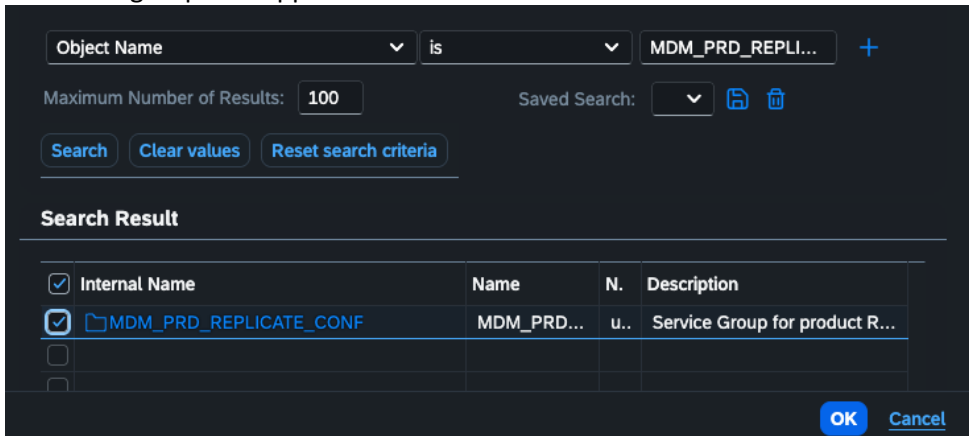 Object Name is MDM_PRD_REPLI...
Maximum Number of Results: 100 Saved Search:
Search Clear values Reset search criteria
Search Result
Internal Name Name N. Description
MDM_PRD_REPLICATE_CONF MDM_PRD... u.. Service Group for product R...
OK Cancel